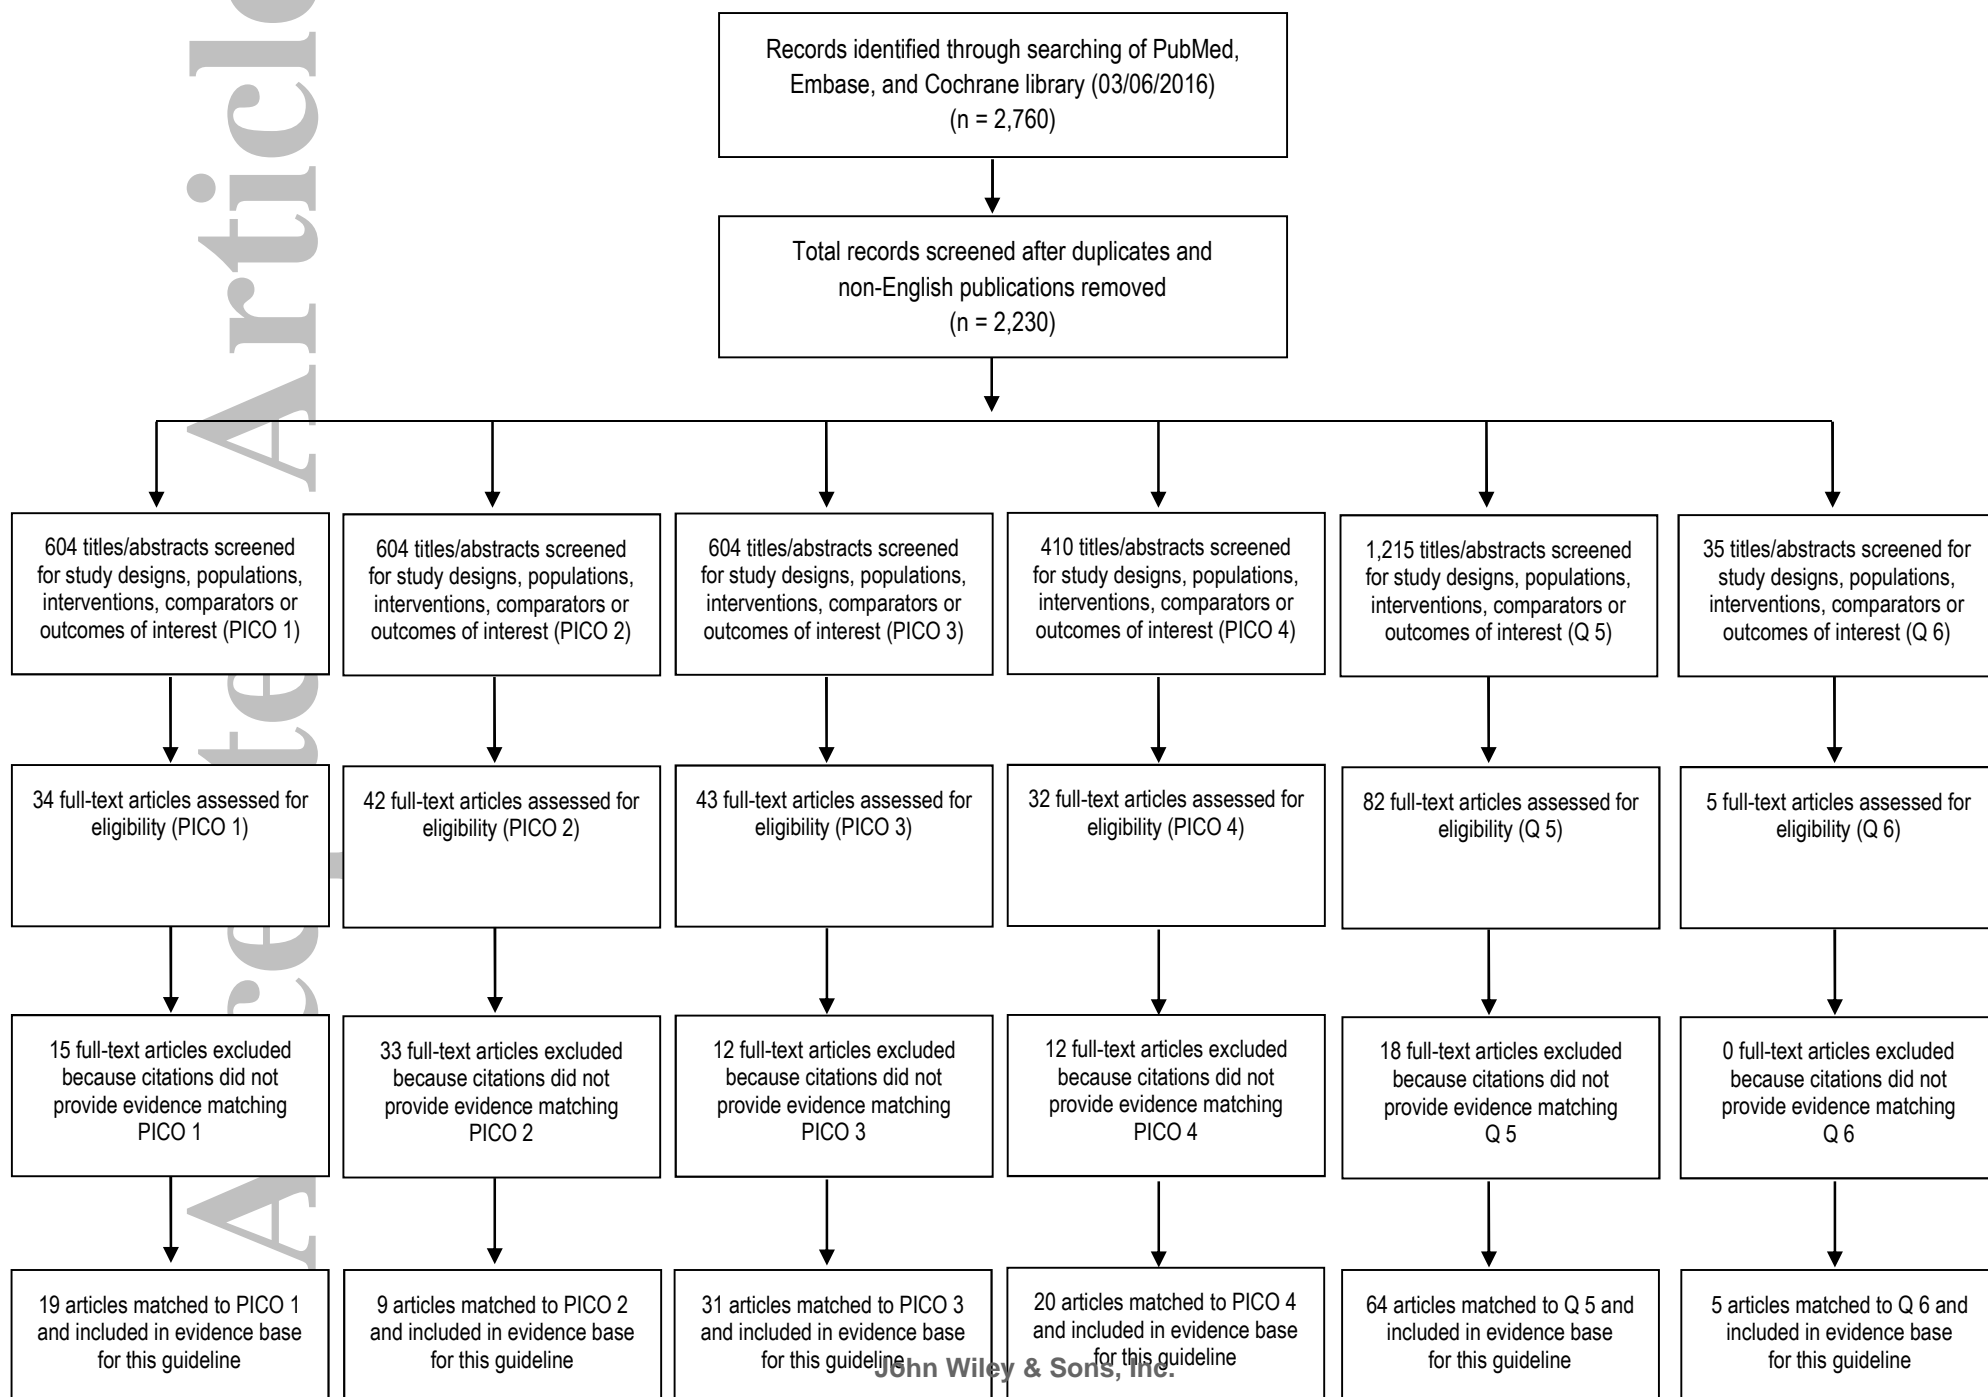 Records identified through searching of PubMed,
Embase, and Cochrane library (03/06/2016)
(n = 2,760)
Total records screened after duplicates and
non-English publications removed
(n = 2,230)
604 titles/abstracts screened
for study designs, populations,
interventions, comparators or
outcomes of interest (PICO 1)
604 titles/abstracts screened
for study designs, populations,
interventions, comparators or
outcomes of interest (PICO 2)
604 titles/abstracts screened
for study designs, populations,
interventions, comparators or
outcomes of interest (PICO 3)
410 titles/abstracts screened
for study designs, populations,
interventions, comparators or
outcomes of interest (PICO 4)
1,215 titles/abstracts screened
for study designs, populations,
interventions, comparators or
outcomes of interest (Q 5)
35 titles/abstracts screened for
study designs, populations,
interventions, comparators or
outcomes of interest (Q 6)
34 full-text articles assessed for
eligibility (PICO 1)
42 full-text articles assessed for
eligibility (PICO 2)
43 full-text articles assessed for
eligibility (PICO 3)
32 full-text articles assessed for
eligibility (PICO 4)
82 full-text articles assessed for
eligibility (Q 5)
5 full-text articles assessed for
eligibility (Q 6)
15 full-text articles excluded
because citations did not
provide evidence matching
PICO 1
33 full-text articles excluded
because citations did not
provide evidence matching
PICO 2
12 full-text articles excluded
because citations did not
provide evidence matching
PICO 3
12 full-text articles excluded
because citations did not
provide evidence matching
PICO 4
18 full-text articles excluded
because citations did not
provide evidence matching
Q 5
0 full-text articles excluded
because citations did not
provide evidence matching
Q 6
19 articles matched to PICO 1
and included in evidence base
for this guideline
9 articles matched to PICO 2
and included in evidence base
for this guideline
31 articles matched to PICO 3
and included in evidence base
for this guideline
20 articles matched to PICO 4
and included in evidence base
for this guideline
64 articles matched to Q 5 and
included in evidence base
for this guideline
5 articles matched to Q 6 and
included in evidence base
for this guideline
John Wiley & Sons, Inc.